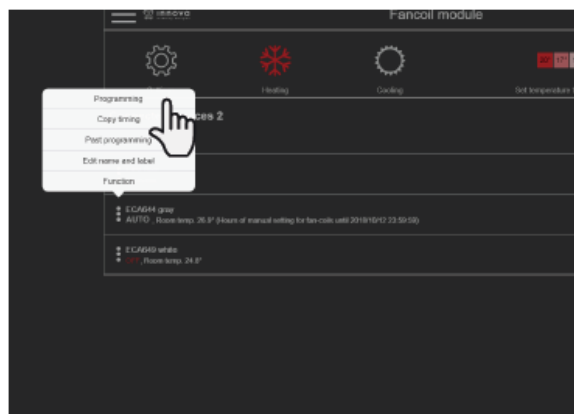 innova
Fancoil module
Heating
Cooling
Set temperature
Programming
Copy timing
Past programming
Edit name and label
Function
ces 2
ECA644 gray
AUTO , Room temp. 26.8° (Hours of manual setting for fan-coils until 2018/10/12 23:59:59)
ECA649 white
OFF , Room temp. 24.8°